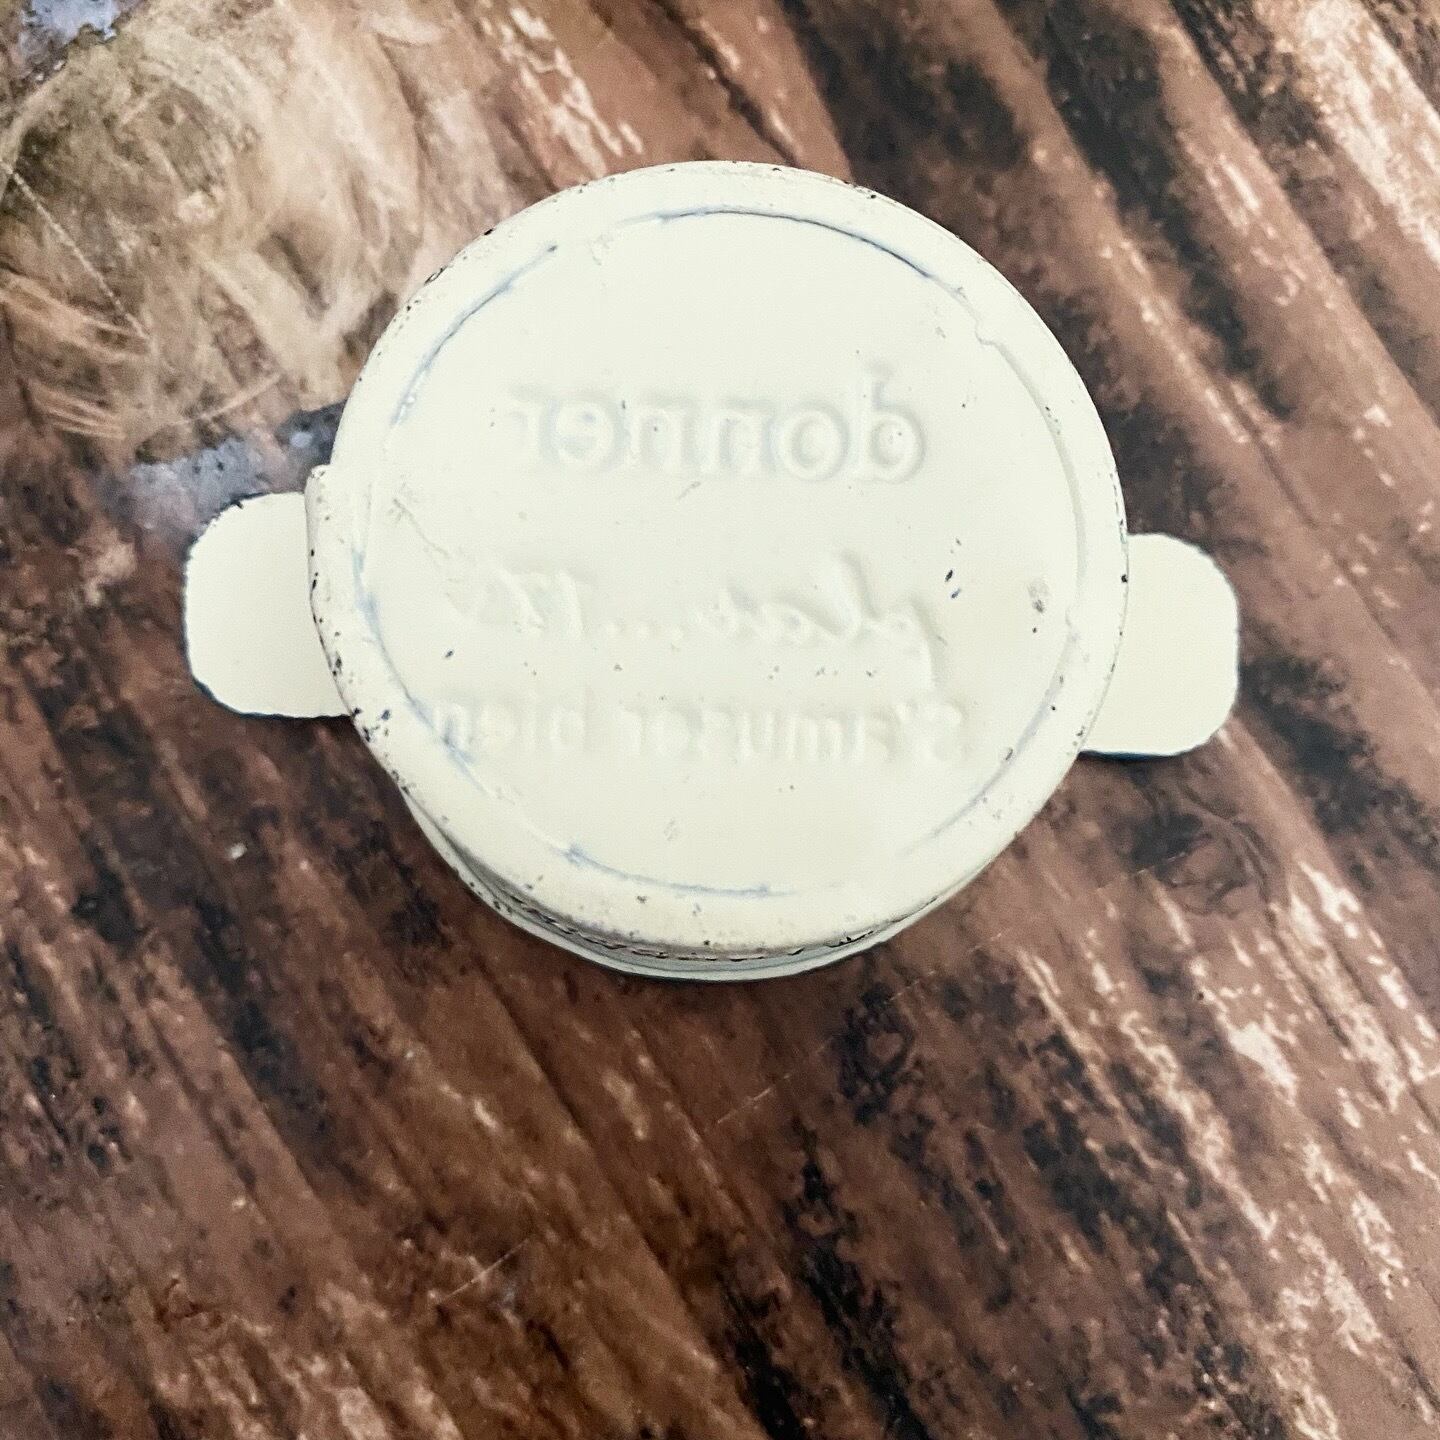 donner
S'amuser bien